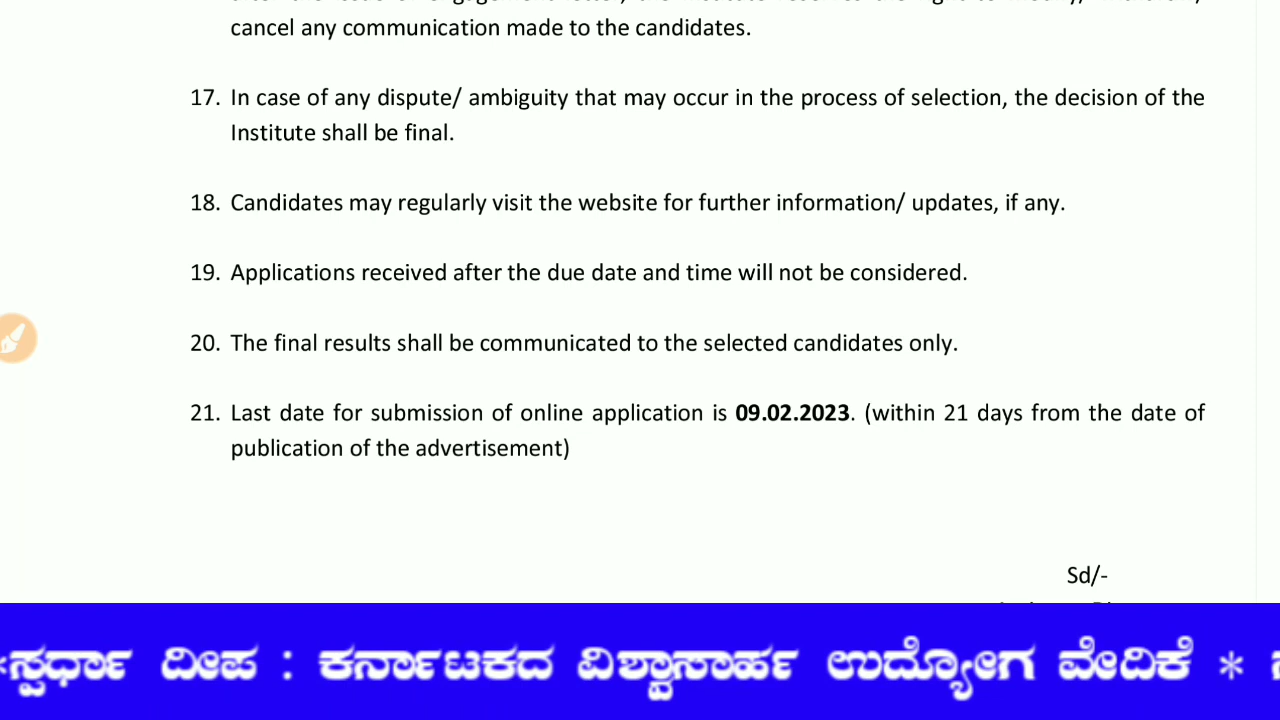 cancel any communication made to the candidates.
17. In case of any dispute/ ambiguity that may occur in the process of selection, the decision of the
Institute shall be final.
18. Candidates may regularly visit the website for further information/ updates, if any.
19. Applications received after the due date and time will not be considered.
20. The final results shall be communicated to the selected candidates only.
21. Last date for submission of online application is 09.02.2023. (within 21 days from the date of
publication of the advertisement)
Sd/-
*ಸ್ಪರ್ಧಾ ದೀಪ : ಕರ್ನಾಟಕದ ವಿಶ್ವಾಸಾರ್ಹ ಉದ್ಯೋಗ ವೇದಿಕೆ *